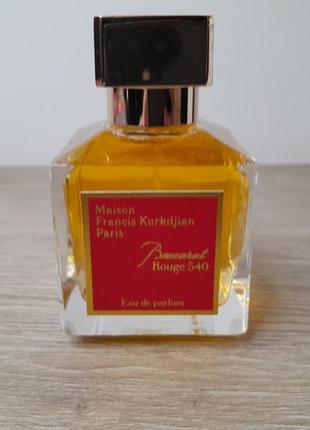 Maison
Francis Kurkdjian
Paris
Baccarat
Rouge 540
Eau de parfum